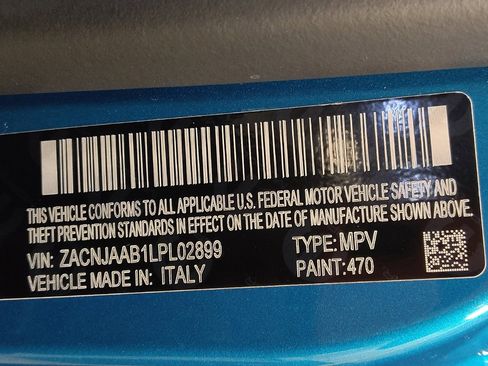 THIS VEHICLE CONFORMS TO ALL APPLICABLE U.S. FEDERAL MOTOR VEHICLE SAFETY AND
THEFT PREVENTION STANDARDS IN EFFECT ON THE DATE OF MANUFACTURE SHOWN ABOVE.
VIN: ZACNJAAB1LPL02899 TYPE: MPV
VEHICLE MADE IN: ITALY PAINT: 470